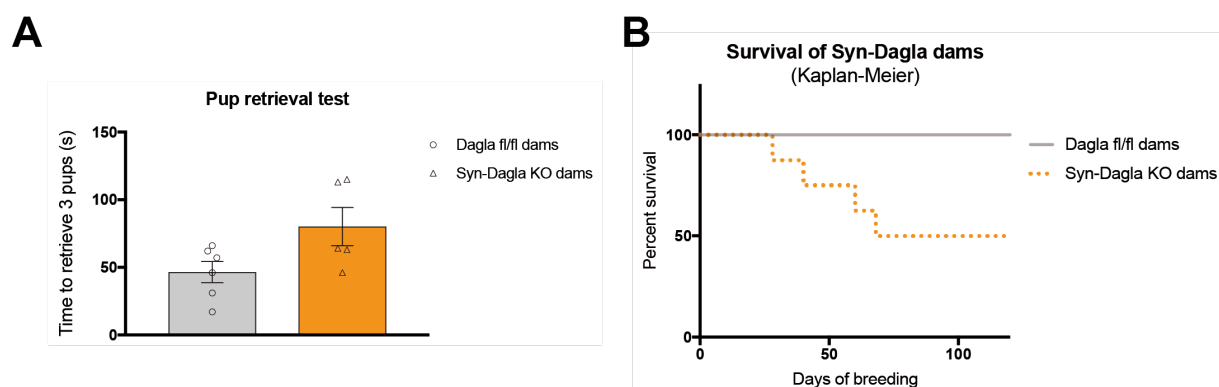 A
Pup retrieval test
Time to retrieve 3 pups (s)
150
100
50
0
Dagla fl/fl dams
Syn-Dagla KO dams
B
Survival of Syn-Dagla dams
(Kaplan-Meier)
Percent survival
100
50
0
0 50 100
Days of breeding
Dagla fl/fl dams
Syn-Dagla KO dams